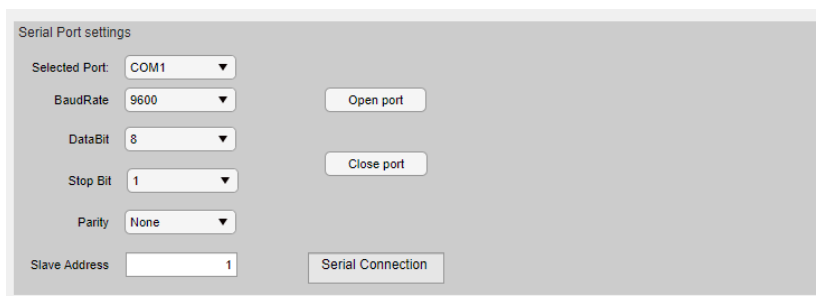 Serial Port settings
Selected Port: COM1
BaudRate 9600 Open port
DataBit 8
Close port
Stop Bit 1
Parity None
Slave Address 1 Serial Connection